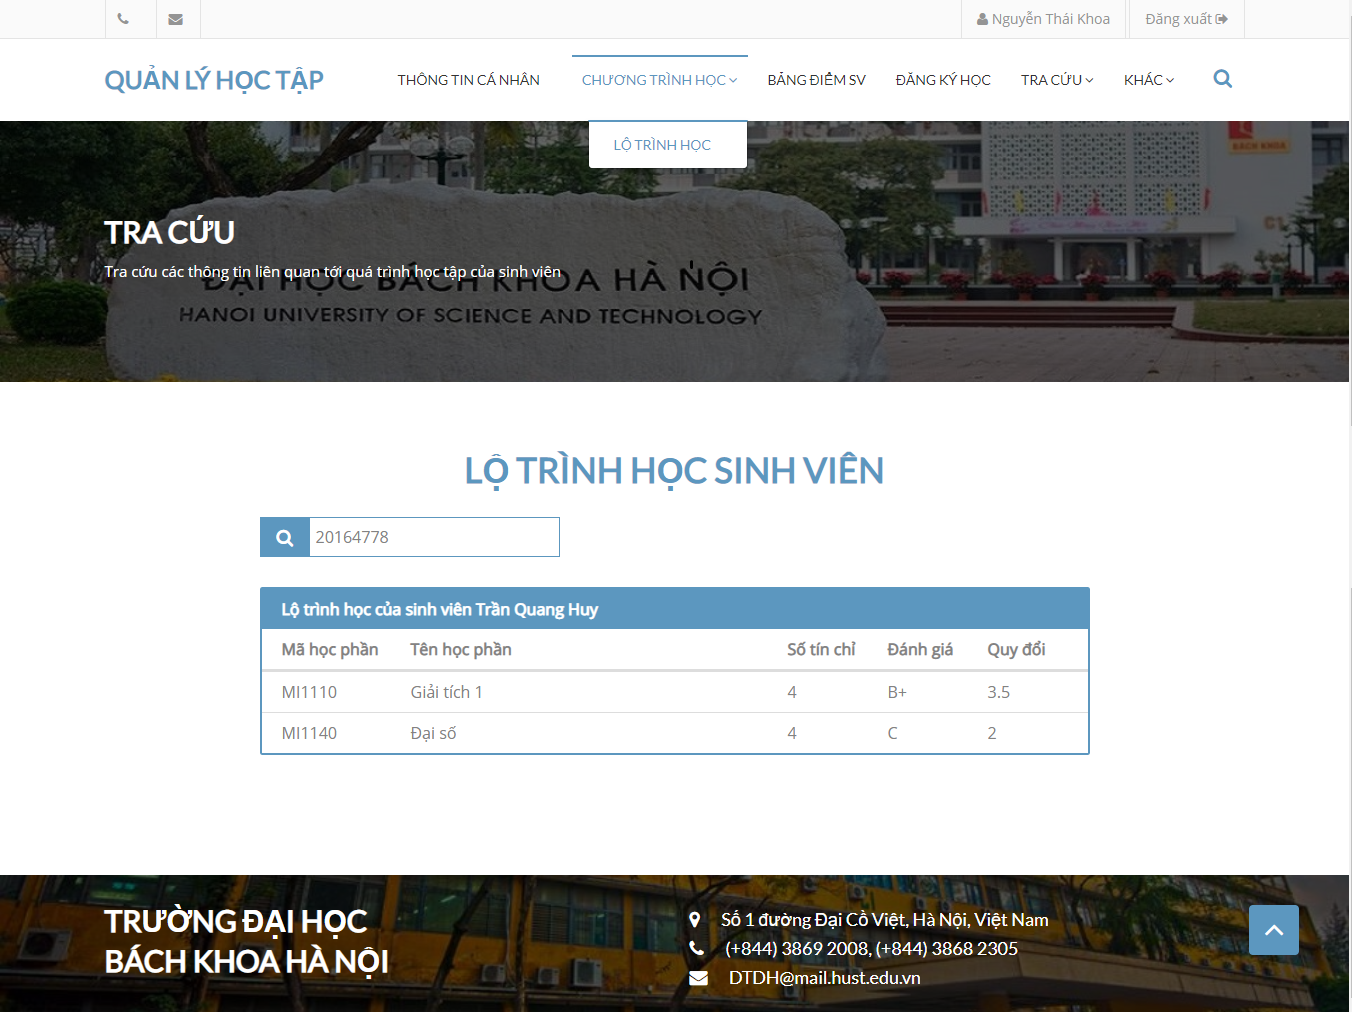 Nguyễn Thái Khoa
Đăng xuất
QUẢN LÝ HỌC TẬP
THÔNG TIN CÁ NHÂN
CHƯƠNG TRÌNH HỌC
BẢNG ĐIỂM SV
ĐĂNG KÝ HỌC
TRA CỨU
KHÁC
LỘ TRÌNH HỌC
BÁCH KHOA
C1
TRA CỨU
Tra cứu các thông tin liên quan tới quá trình học tập của sinh viên
ĐẠI HỌC BÁCH KHOA HÀ NỘI
HANOI UNIVERSITY OF SCIENCE AND TECHNOLOGY
LỘ TRÌNH HỌC SINH VIÊN
20164778
Lộ trình học của sinh viên Trần Quang Huy
Mã học phần Tên học phần Số tín chỉ Đánh giá Quy đổi
MI1110 Giải tích 1 4 B+ 3.5
MI1140 Đại số 4 C 2
TRƯỜNG ĐẠI HỌC
BÁCH KHOA HÀ NỘI
Số 1 đường Đại Cồ Việt, Hà Nội, Việt Nam
(+844) 3869 2008, (+844) 3868 2305
DTDH@mail.hust.edu.vn